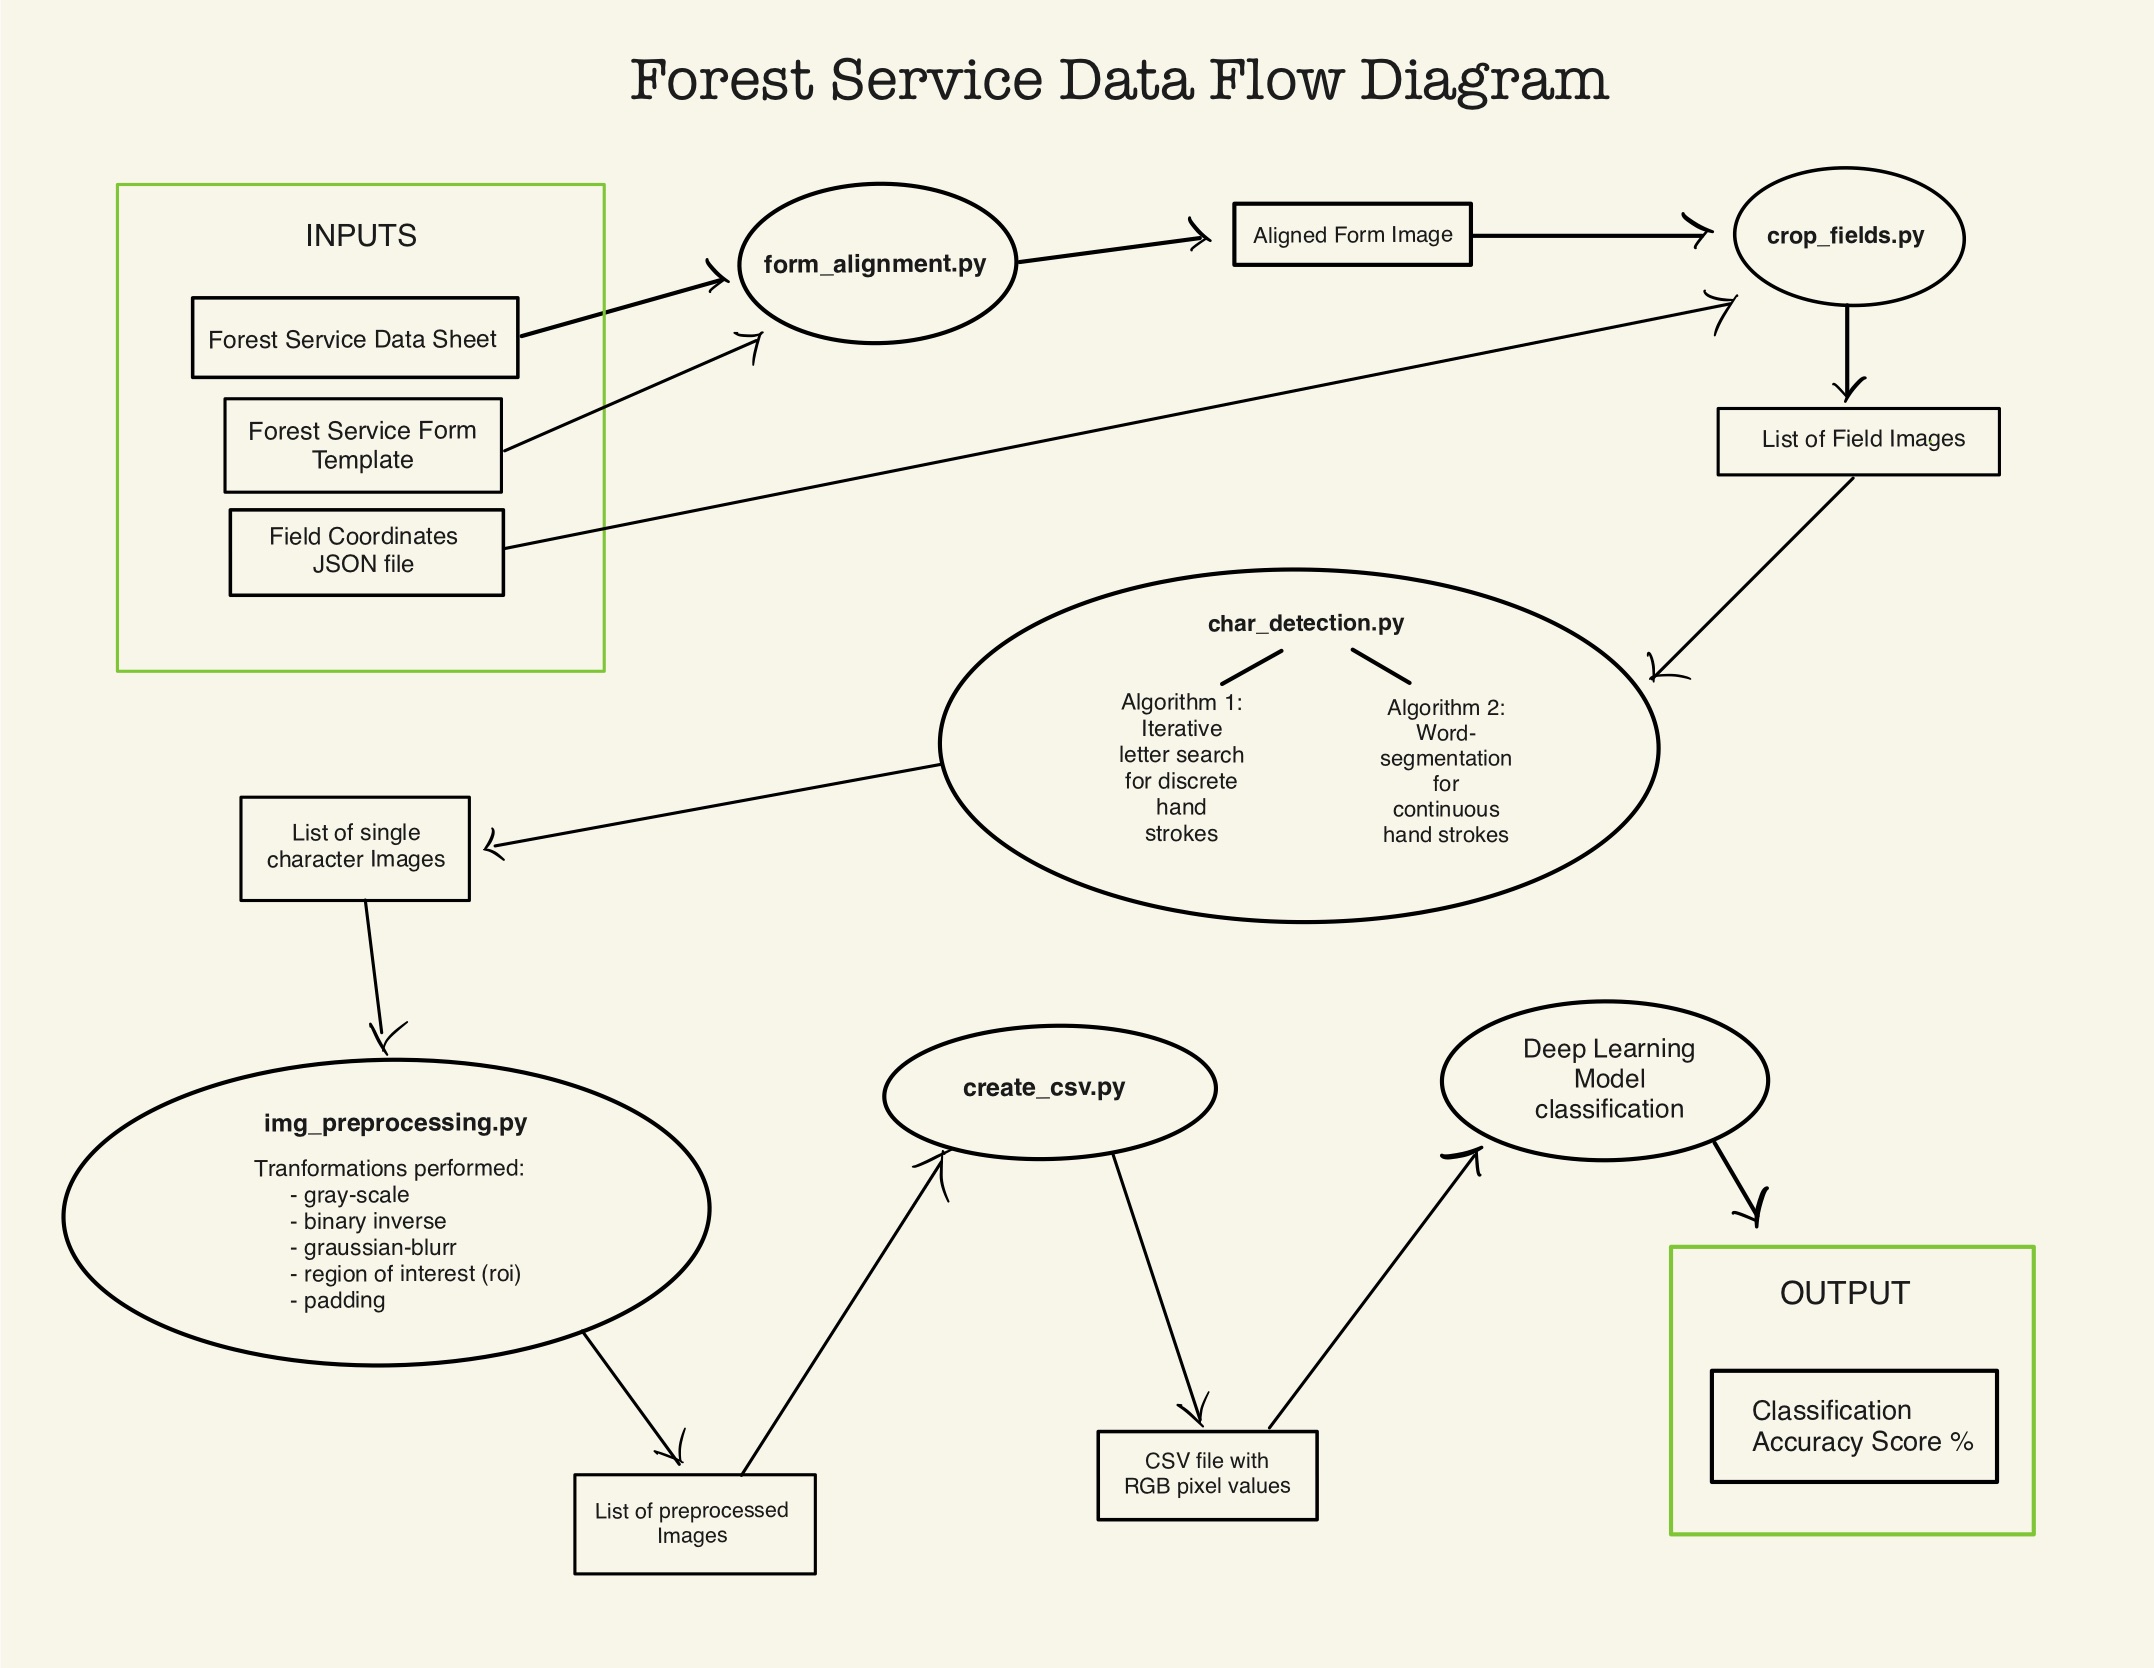 Forest Service Data Flow Diagram
INPUTS
Forest Service Data Sheet
Forest Service Form
Template
Field Coordinates
JSON file
form_alignment.py
Aligned Form Image
crop_fields.py
List of Field Images
char_detection.py
Algorithm 1:
Iterative
letter search
for discrete
hand
strokes
Algorithm 2:
Word-
segmentation
for
continuous
hand strokes
List of single
character Images
img_preprocessing.py
Tranformations performed:
- gray-scale
- binary inverse
- graussian-blurr
- region of interest (roi)
- padding
List of preprocessed
Images
create_csv.py
CSV file with
RGB pixel values
Deep Learning
Model
classification
OUTPUT
Classification
Accuracy Score %